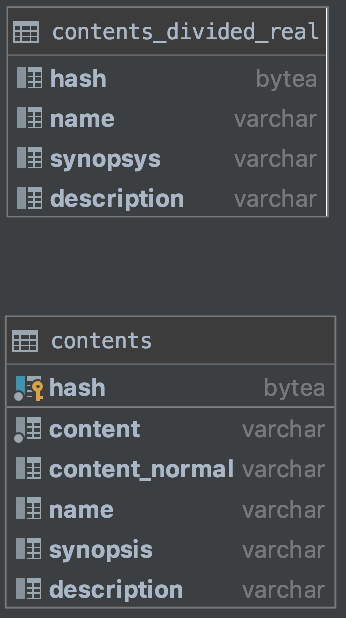 contents_divided_real
hash bytea
name varchar
synopsys varchar
description varchar
contents
hash bytea
content varchar
content_normal varchar
name varchar
synopsis varchar
description varchar